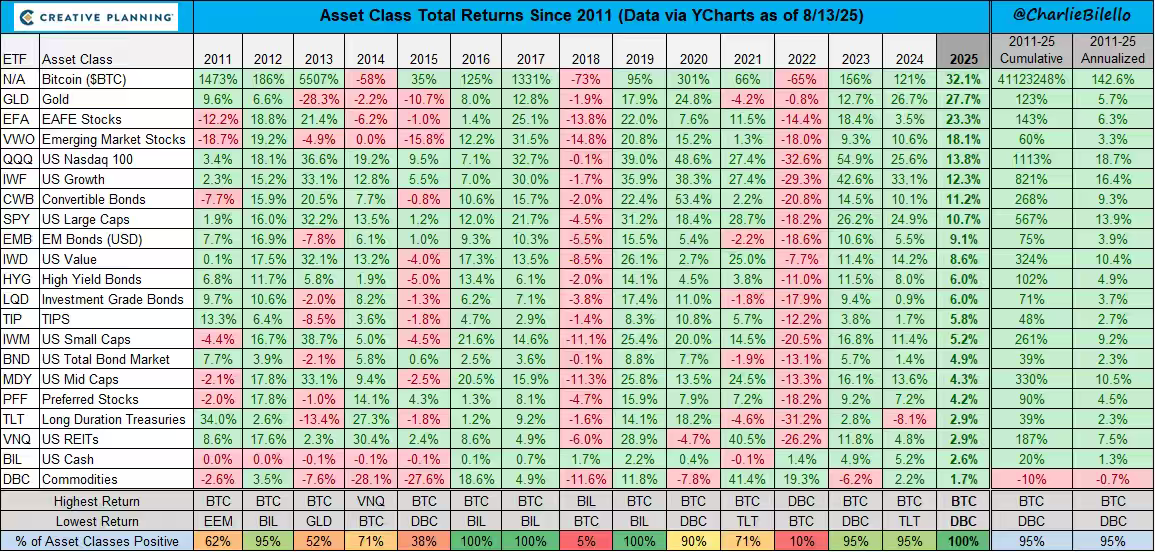 CREATIVE PLANNING® Asset Class Total Returns Since 2011 (Data via YCharts as of 8/13/25) @CharlieBilello
2011-25 2011-25
ETF Asset Class 2011 2012 2013 2014 2015 2016 2017 2018 2019 2020 2021 2022 2023 2024 2025 Cumulative Annualized
N/A Bitcoin ($BTC) 1473% 186% 5507% -58% 35% 125% 1331% -73% 95% 301% 66% -65% 156% 121% 32.1% 41123248% 142.6%
GLD Gold 9.6% 6.6% -28.3% -2.2% -10.7% 8.0% 12.8% -1.9% 17.9% 24.8% -4.2% -0.8% 12.7% 26.7% 27.7% 123% 5.7%
EFA EAFE Stocks -12.2% 18.8% 21.4% -6.2% -1.0% 1.4% 25.1% -13.8% 22.0% 7.6% 11.5% -14.4% 18.4% 3.5% 23.3% 143% 6.3%
VWO Emerging Market Stocks -18.7% 19.2% -4.9% 0.0% -15.8% 12.2% 31.5% -14.8% 20.8% 15.2% 1.3% -18.0% 9.3% 10.6% 18.1% 60% 3.3%
QQQ US Nasdaq 100 3.4% 18.1% 36.6% 19.2% 9.5% 7.1% 32.7% -0.1% 39.0% 48.6% 27.4% -32.6% 54.9% 25.6% 13.8% 1113% 18.7%
IWF US Growth 2.3% 15.2% 33.1% 12.8% 5.5% 7.0% 30.0% -1.7% 35.9% 38.3% 27.4% -29.3% 42.6% 33.1% 12.3% 821% 16.4%
CWB Convertible Bonds -7.7% 15.9% 20.5% 7.7% -0.8% 10.6% 15.7% -2.0% 22.4% 53.4% 2.2% -20.8% 14.5% 10.1% 11.2% 268% 9.3%
SPY US Large Caps 1.9% 16.0% 32.2% 13.5% 1.2% 12.0% 21.7% -4.5% 31.2% 18.4% 28.7% -18.2% 26.2% 24.9% 10.7% 567% 13.9%
EMB EM Bonds (USD) 7.7% 16.9% -7.8% 6.1% 1.0% 9.3% 10.3% -5.5% 15.5% 5.4% -2.2% -18.6% 10.6% 5.5% 9.1% 75% 3.9%
IWD US Value 0.1% 17.5% 32.1% 13.2% -4.0% 17.3% 13.5% -8.5% 26.1% 2.7% 25.0% -7.7% 11.4% 14.2% 8.6% 324% 10.4%
HYG High Yield Bonds 6.8% 11.7% 5.8% 1.9% -5.0% 13.4% 6.1% -2.0% 14.1% 4.5% 3.8% -11.0% 11.5% 8.0% 6.0% 102% 4.9%
LQD Investment Grade Bonds 9.7% 10.6% -2.0% 8.2% -1.3% 6.2% 7.1% -3.8% 17.4% 11.0% -1.8% -17.9% 9.4% 0.9% 6.0% 71% 3.7%
TIP TIPS 13.3% 6.4% -8.5% 3.6% -1.8% 4.7% 2.9% -1.4% 8.3% 10.8% 5.7% -12.2% 3.8% 1.7% 5.8% 48% 2.7%
IWM US Small Caps -4.4% 16.7% 38.7% 5.0% -4.5% 21.6% 14.6% -11.1% 25.4% 20.0% 14.5% -20.5% 16.8% 11.4% 5.2% 261% 9.2%
BND US Total Bond Market 7.7% 3.9% -2.1% 5.8% 0.6% 2.5% 3.6% -0.1% 8.8% 7.7% -1.9% -13.1% 5.7% 1.4% 4.9% 39% 2.3%
MDY US Mid Caps -2.1% 17.8% 33.1% 9.4% -2.5% 20.5% 15.9% -11.3% 25.8% 13.5% 24.5% -13.3% 16.1% 13.6% 4.3% 330% 10.5%
PFF Preferred Stocks -2.0% 17.8% -1.0% 14.1% 4.3% 1.3% 8.1% -4.7% 15.9% 7.9% 7.2% -18.2% 9.2% 7.2% 4.2% 90% 4.5%
TLT Long Duration Treasuries 34.0% 2.6% -13.4% 27.3% -1.8% 1.2% 9.2% -1.6% 14.1% 18.2% -4.6% -31.2% 2.8% -8.1% 2.9% 39% 2.3%
VNQ US REITs 8.6% 17.6% 2.3% 30.4% 2.4% 8.6% 4.9% -6.0% 28.9% -4.7% 40.5% -26.2% 11.8% 4.8% 2.9% 187% 7.5%
BIL US Cash 0.0% 0.0% -0.1% -0.1% -0.1% 0.1% 0.7% 1.7% 2.2% 0.4% -0.1% 1.4% 4.9% 5.2% 2.6% 20% 1.3%
DBC Commodities -2.6% 3.5% -7.6% -28.1% -27.6% 18.6% 4.9% -11.6% 11.8% -7.8% 41.4% 19.3% -6.2% 2.2% 1.7% -10% -0.7%
Highest Return BTC BTC BTC VNQ BTC BTC BTC BIL BTC BTC BTC DBC BTC BTC BTC BTC BTC
Lowest Return EEM BIL GLD BTC DBC BIL BIL BTC BIL DBC TLT BTC DBC TLT DBC DBC DBC
% of Asset Classes Positive 62% 95% 52% 71% 38% 100% 100% 5% 100% 90% 71% 10% 95% 95% 100% 95% 95%